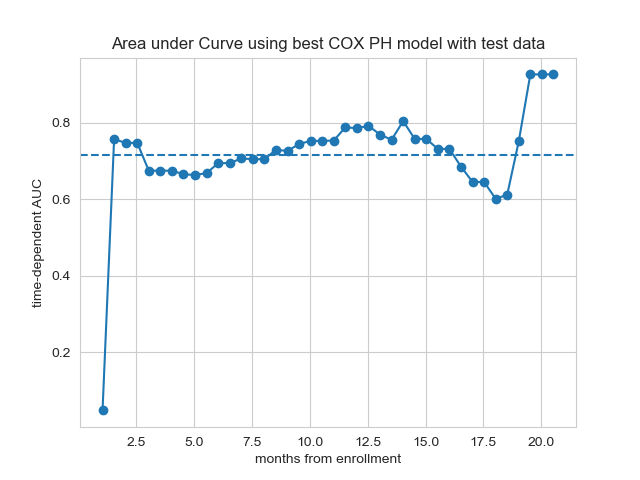 Area under Curve using best COX PH model with test data
time-dependent AUC
0.8
0.6
0.4
0.2
2.5 5.0 7.5 10.0 12.5 15.0 17.5 20.0
months from enrollment